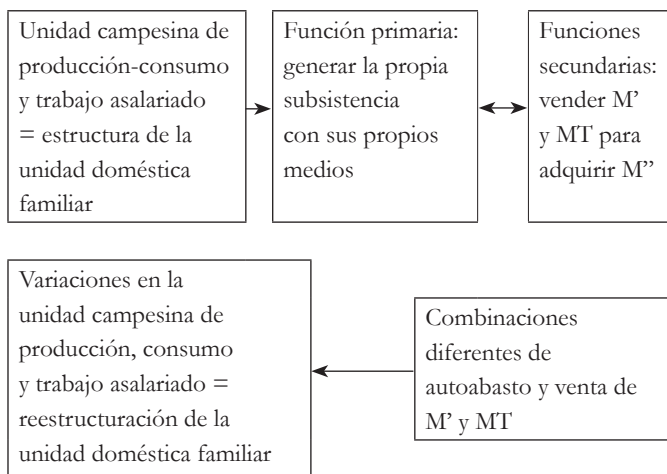 Unidad campesina de
producción-consumo
y trabajo asalariado
= estructura de la
unidad doméstica
familiar
Función primaria:
generar la propia
subsistencia
con sus propios
medios
Funciones
secundarias:
vender M’
y MT para
adquirir M”
Variaciones en la
unidad campesina de
producción, consumo
y trabajo asalariado =
reestructuración de la
unidad doméstica familiar
Combinaciones
diferentes de
autoabasto y venta de
M’ y MT